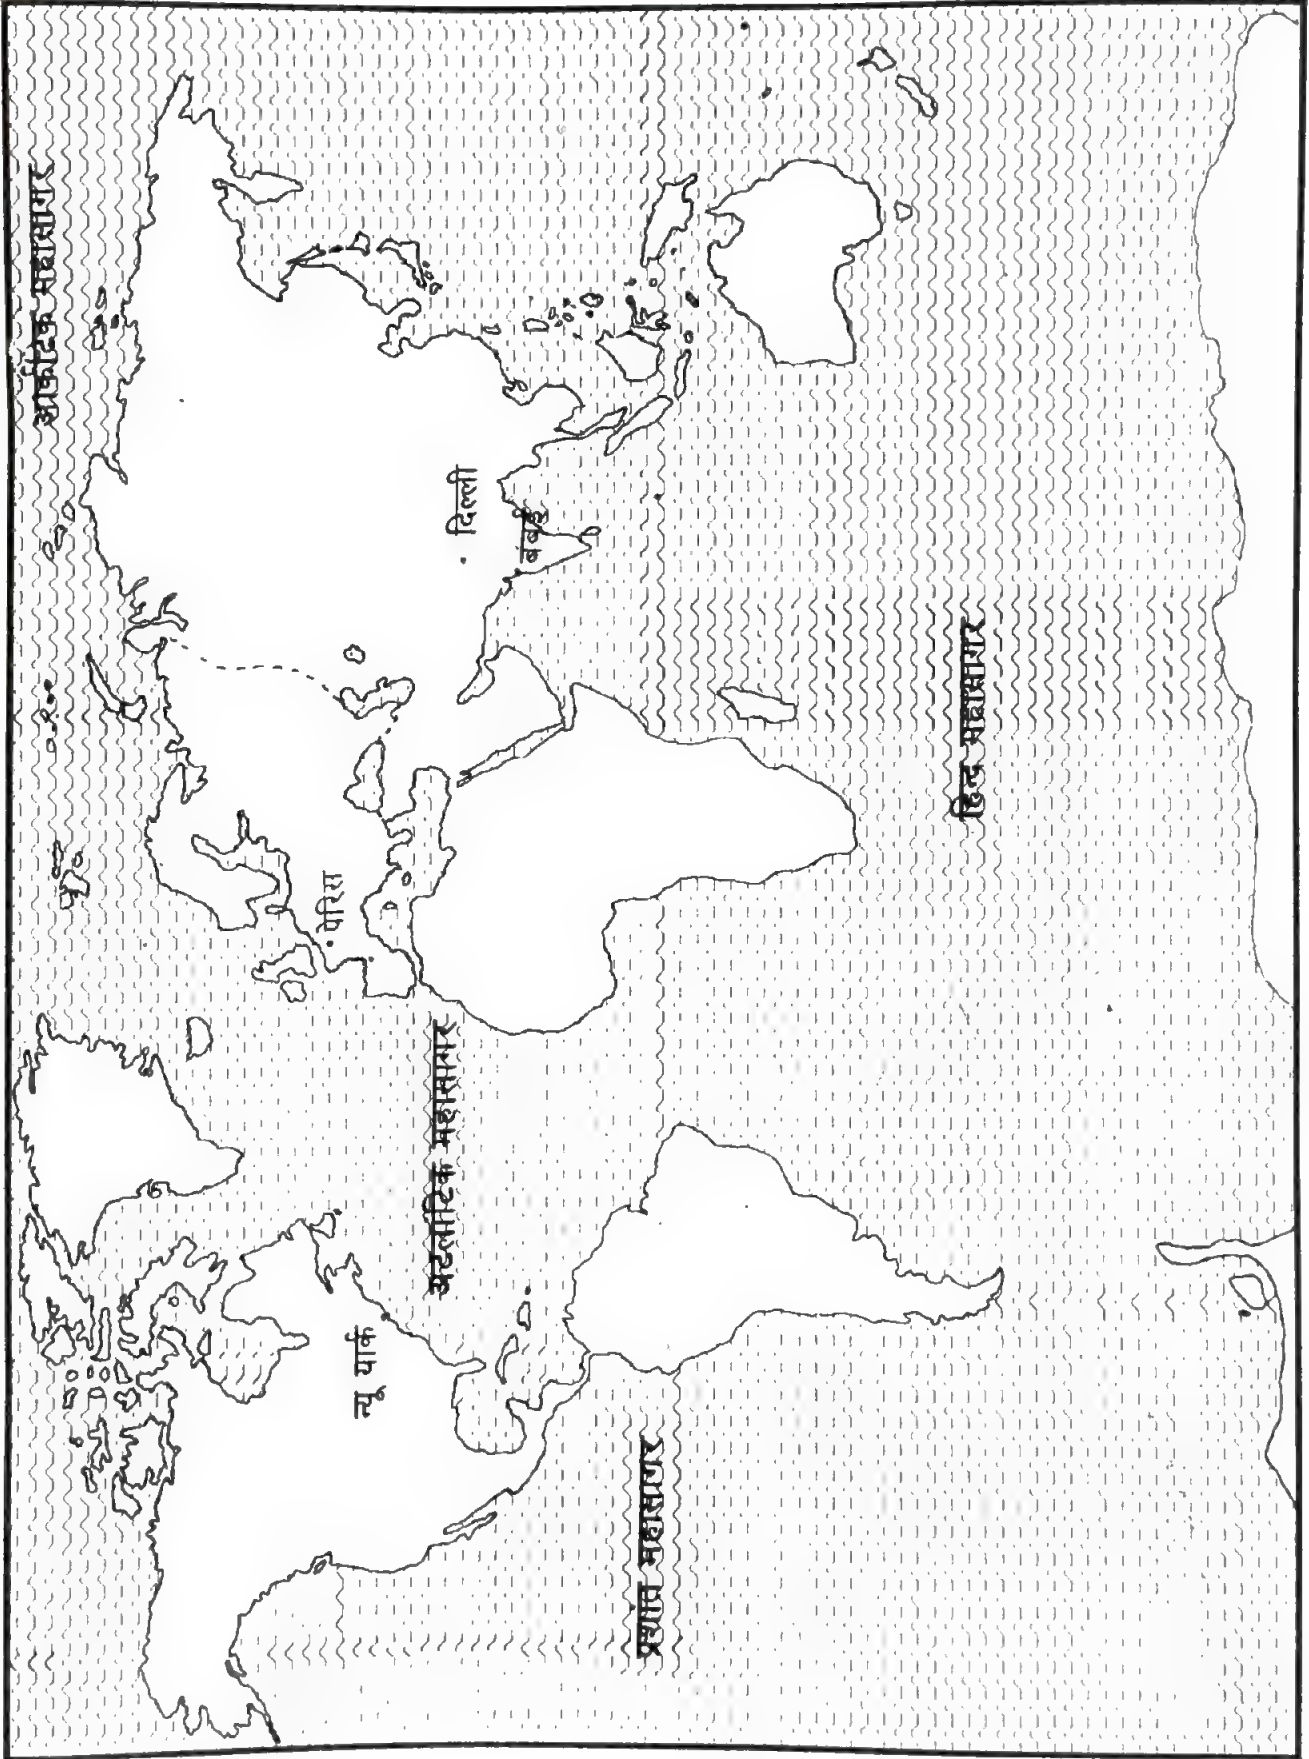 आर्कटिक महासागर
न्यू यार्क
पेरिस
दिल्ली
बंबई
अटलांटिक महासागर
प्रशांत महासागर
हिन्द महासागर